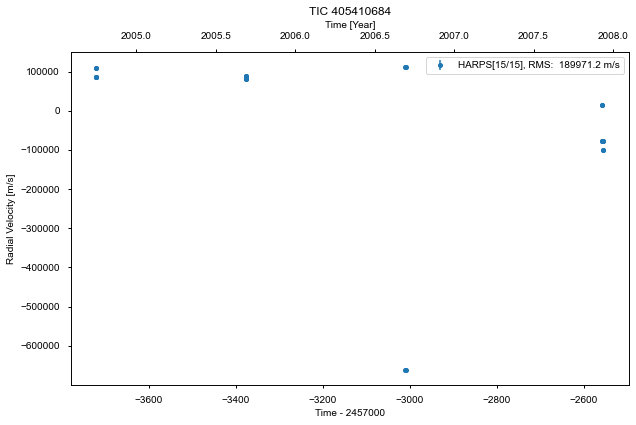 TIC 405410684
Time [Year]
2005.0 2005.5 2006.0 2006.5 2007.0 2007.5 2008.0
HARPS[15/15], RMS:  189971.2 m/s
100000
0
−100000
−200000
−300000
−400000
−500000
−600000
Radial Velocity [m/s]
−3600 −3400 −3200 −3000 −2800 −2600
Time - 2457000